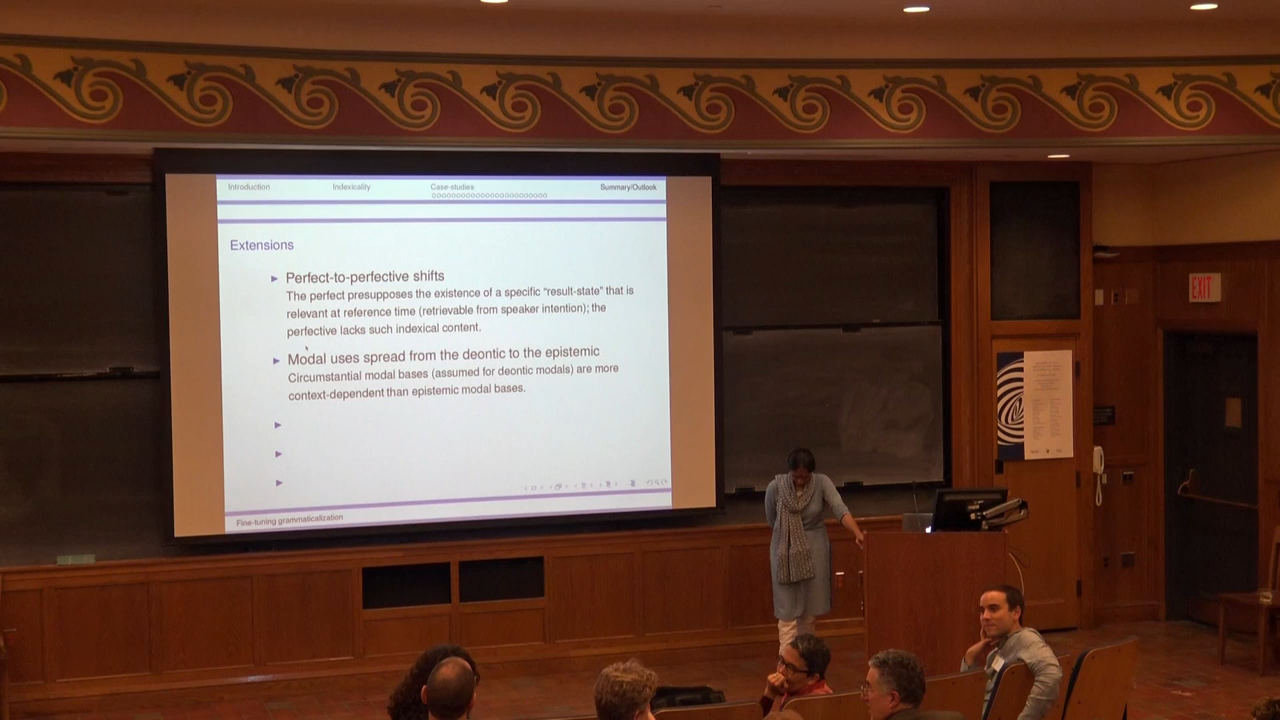 Introduction
Indexicality
Case-studies
Summary/Outlook
Extensions
Perfect-to-perfective shifts
The perfect presupposes the existence of a specific “result-state” that is
relevant at reference time (retrievable from speaker intention); the
perfective lacks such indexical content.
Modal uses spread from the deontic to the epistemic
Circumstantial modal bases (assumed for deontic modals) are more
context-dependent than epistemic modal bases.
Fine-tuning grammaticalization
EXIT